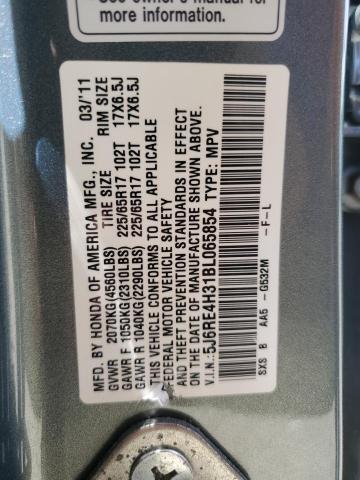 See owner's manual for
more information.
MFD. BY HONDA OF AMERICA MFG., INC. 03/'11
TIRE SIZE RIM SIZE
GVWR 2070KG(4560LBS)
GAWR F 1050KG(2310LBS) 225/65R17 102T 17X6.5J
GAWR R 1040KG(2290LBS) 225/65R17 102T 17X6.5J
THIS VEHICLE CONFORMS TO ALL APPLICABLE
FEDERAL MOTOR VEHICLE SAFETY AND THEFT
PREVENTION STANDARDS IN EFFECT
ON THE DATE OF MANUFACTURE SHOWN ABOVE.
V.I.N.:5J6RE4H31BL065854 TYPE: MPV
SXS B AA5 - G532M - F - L